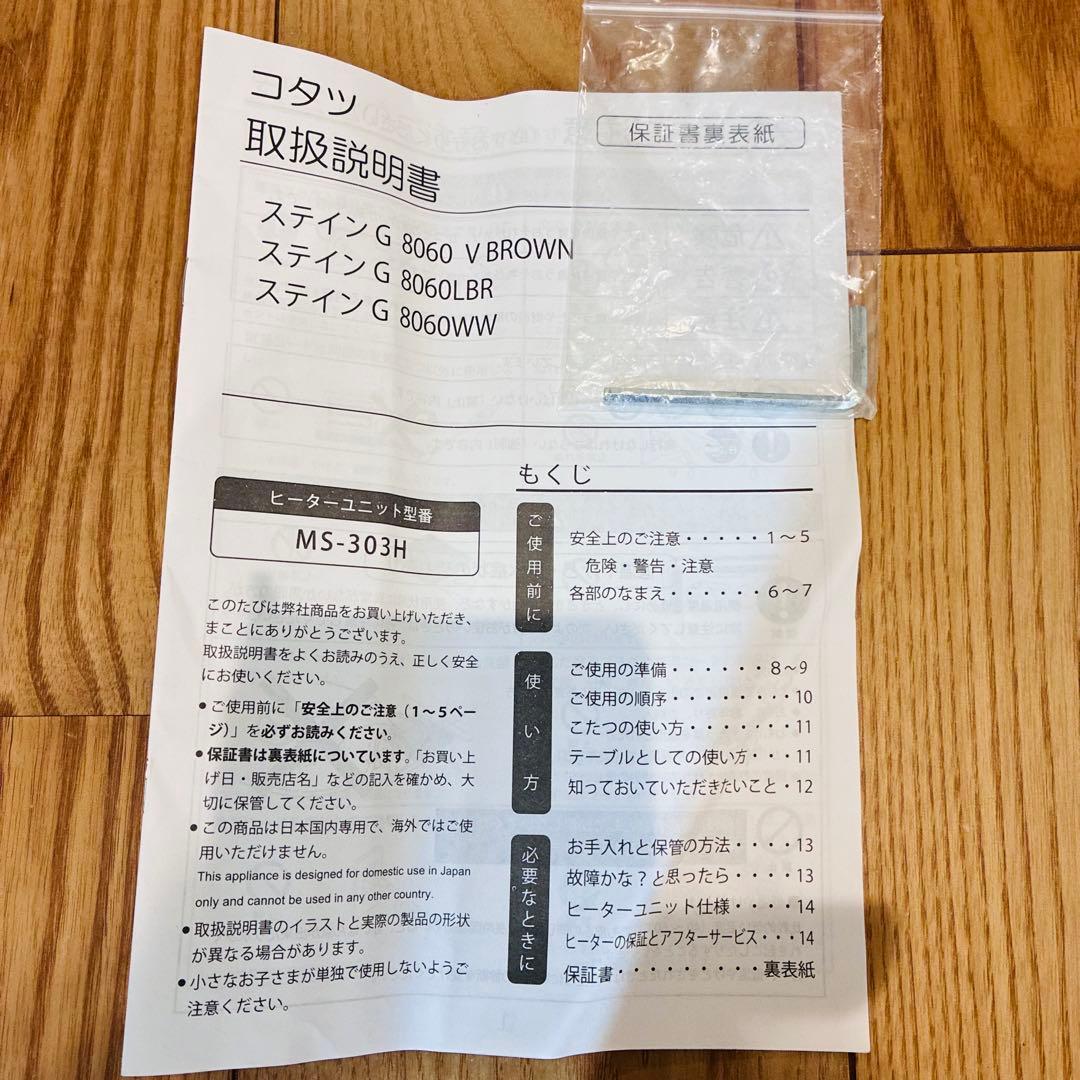 コタツ
取扱説明書
保証書裏表紙
ステイン G 8060 V BROWN
ステイン G 8060LBR
ステイン G 8060WW
ヒーターユニット型番
MS-303H
このたびは弊社商品をお買い上げいただき、
まことにありがとうございます。
取扱説明書をよくお読みのうえ、正しく安全
にお使いください。
●ご使用前に「安全上のご注意（1～5ペー
ジ）」を必ずお読みください。
●保証書は裏表紙についています。「お買い上
げ日・販売店名」などの記入を確かめ、大
切に保管してください。
●この商品は日本国内専用で、海外ではご使
用いただけません。
This appliance is designed for domestic use in Japan
only and cannot be used in any other country.
●取扱説明書のイラストと実際の製品の形状
が異なる場合があります。
●小さなお子さまが単独で使用しないようご
注意ください。
もくじ
ご使用前に
安全上のご注意・・・・・1～5
危険・警告・注意
各部のなまえ・・・・・・6～7
使い方
ご使用の準備・・・・・・8～9
ご使用の順序・・・・・・・・10
こたつの使い方・・・・・・・11
テーブルとしての使い方・・・11
知っておいていただきたいこと・12
必要なときに
お手入れと保管の方法・・・・13
故障かな？と思ったら・・・・13
ヒーターユニット仕様・・・・14
ヒーターの保証とアフターサービス・・・14
保証書・・・・・・・・・裏表紙